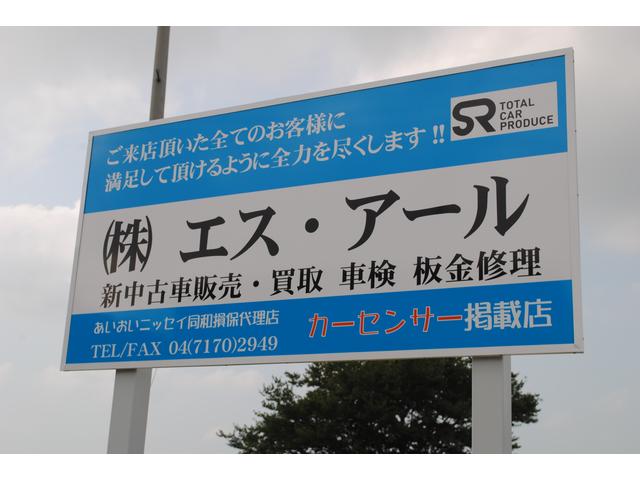 ご来店頂いた全てのお客様に
満足して頂けるように全力を尽くします!!
SR TOTAL
CAR
PRODUCE
㈱ エス・アール
新中古車販売・買取 車検 板金修理
あいおいニッセイ同和損保代理店
TEL/FAX 04(7170)2949
カーセンサー掲載店